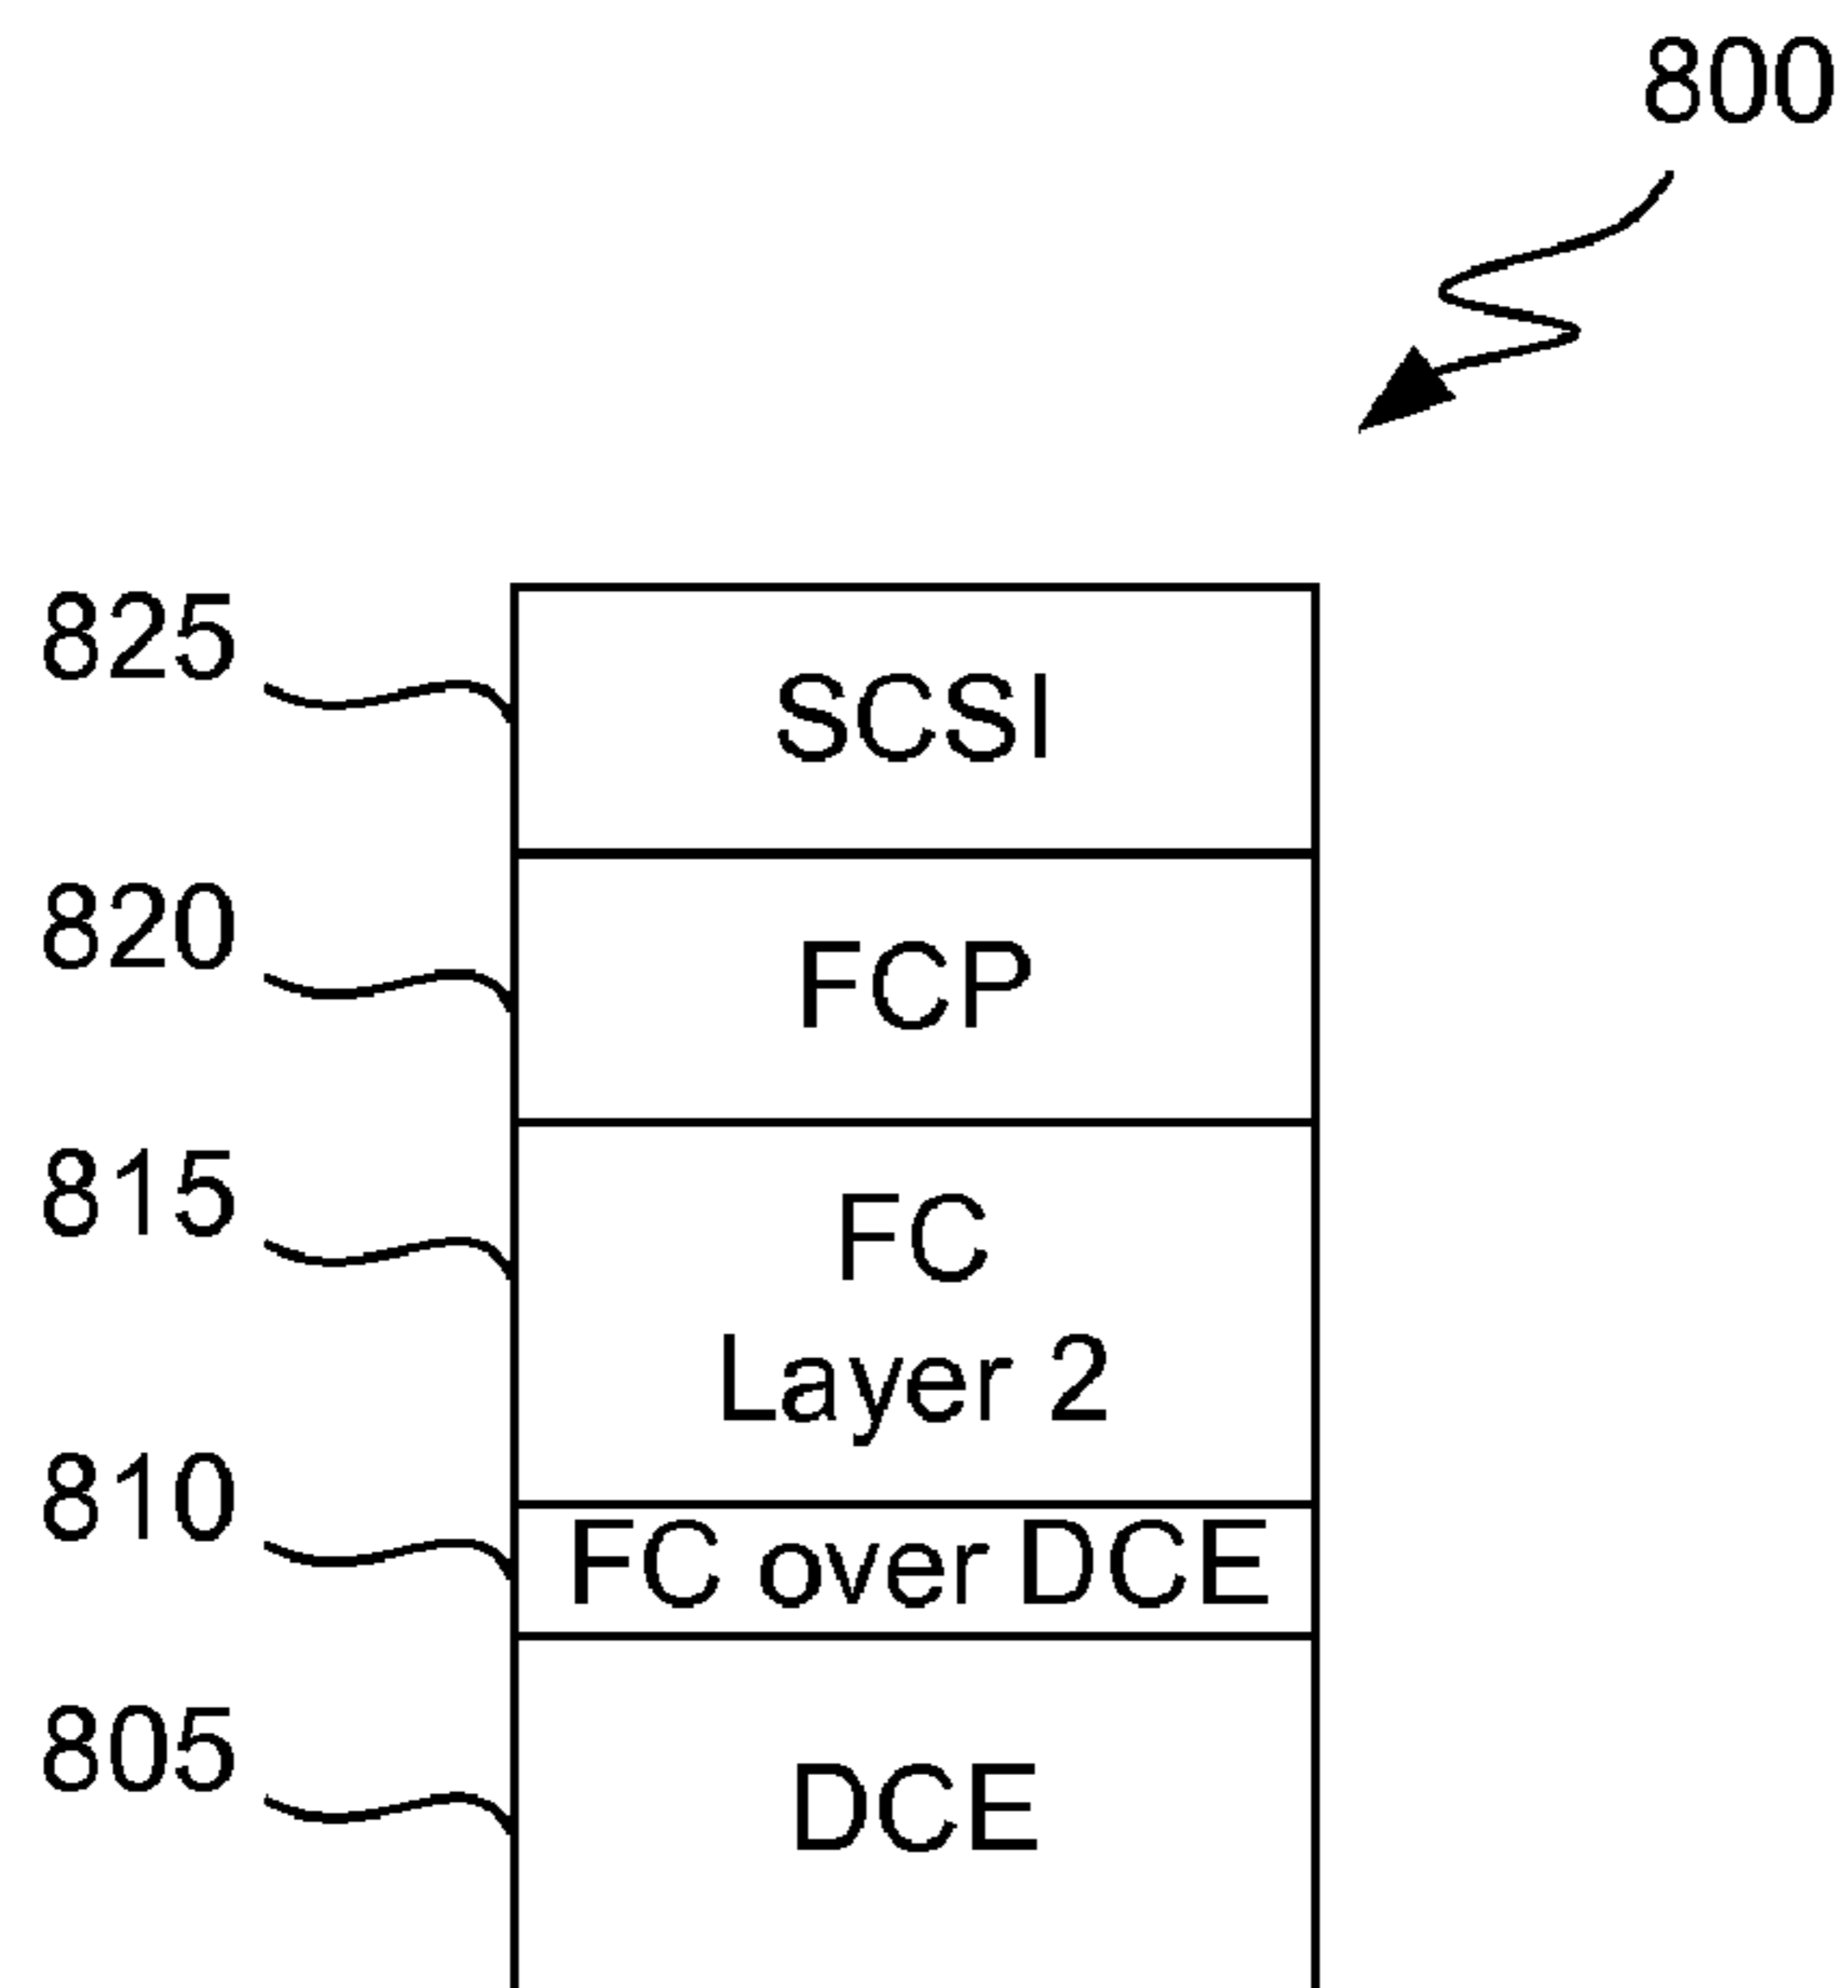 800
825
SCSI
820
FCP
815
FC
Layer 2
810
FC over DCE
805
DCE